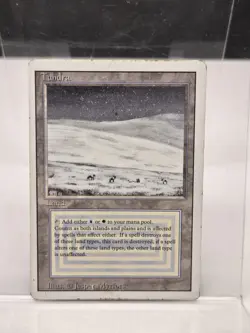 Tundra
Land
: Add either or to your mana pool.
Counts as both islands and plains and is affected
by spells that affect either. If a spell destroys
one of these land types, this card is destroyed; if a spell
alters one of these land types, the other land type
is unaffected.
Illus.